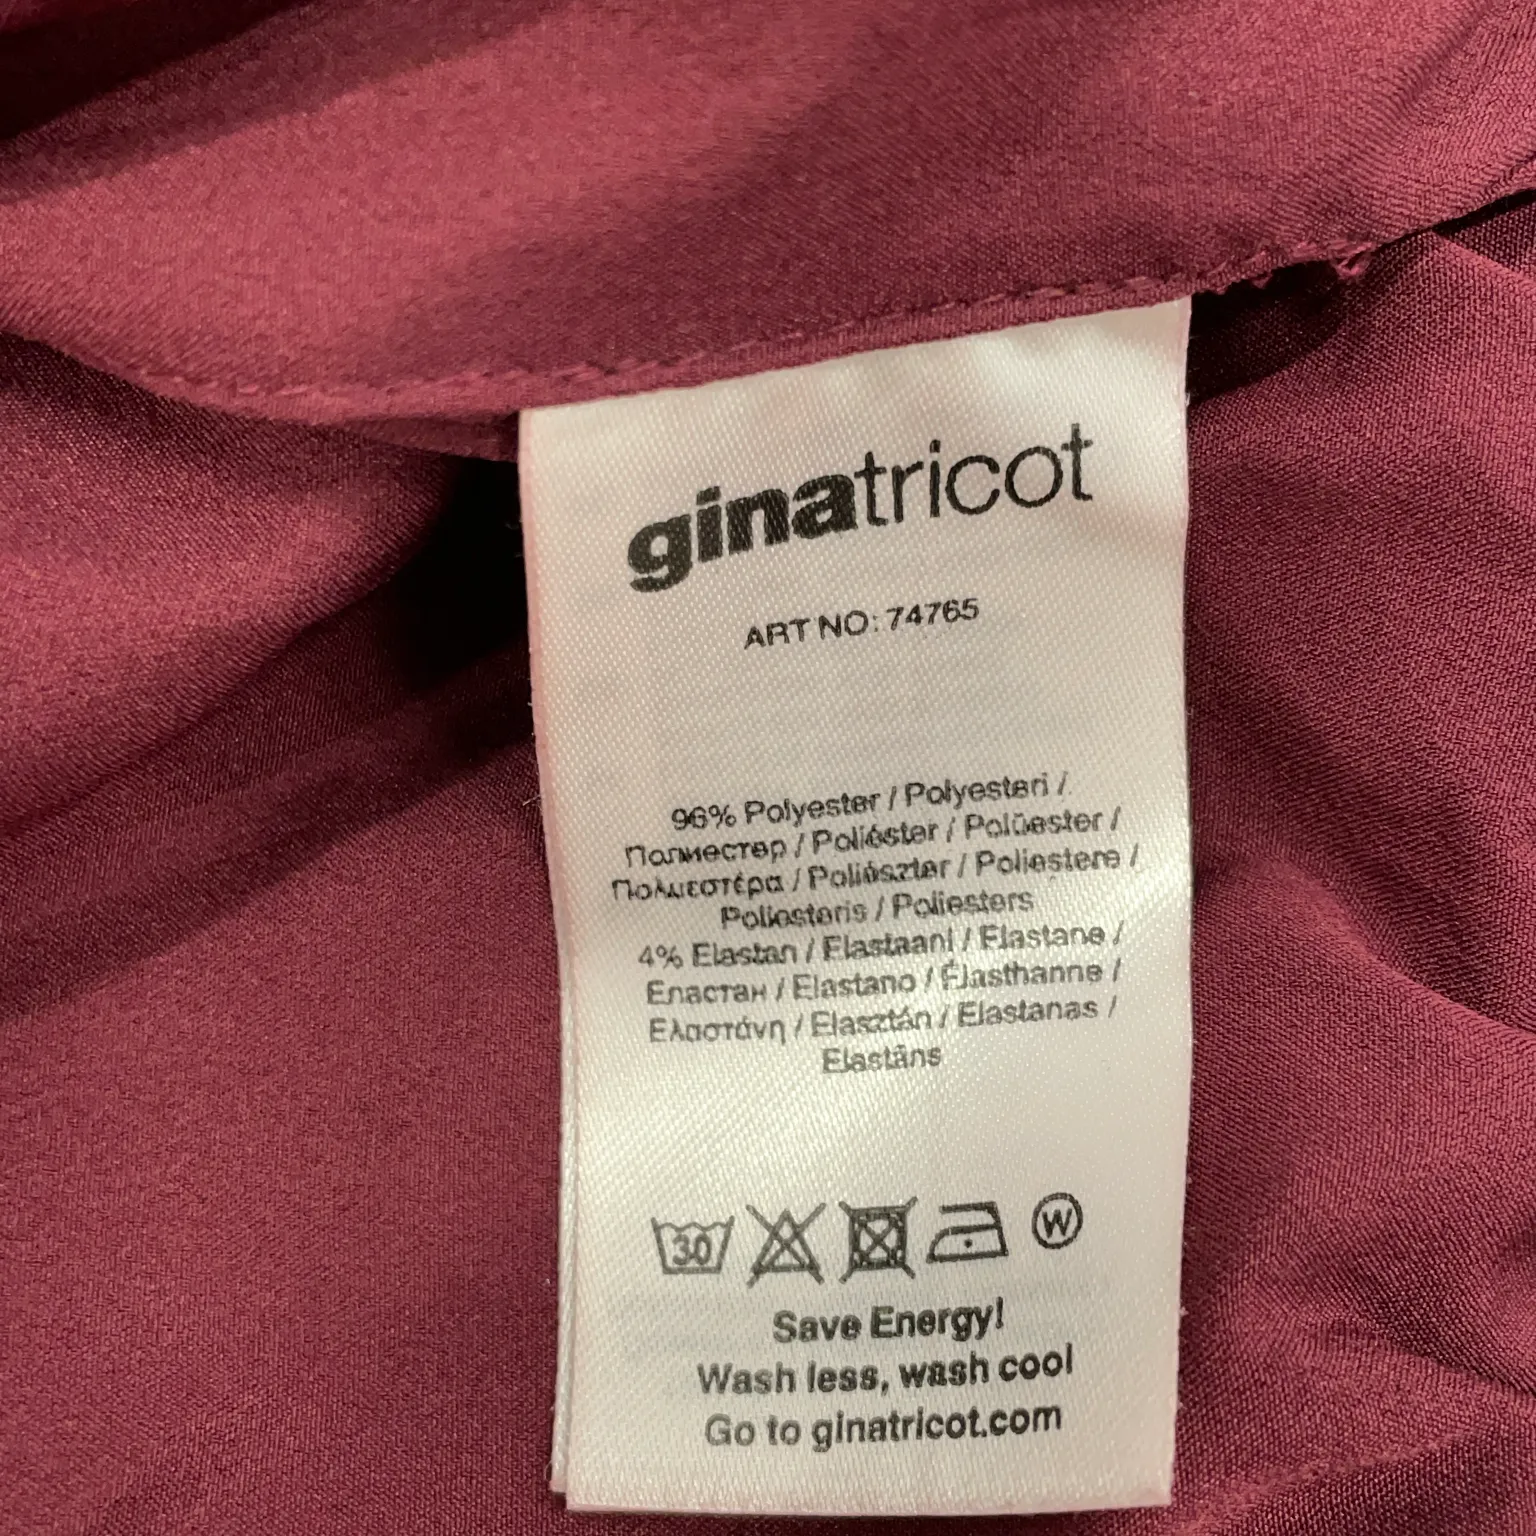 ginatricot
ART NO: 74765
96% Polyester / Polyesteri /
Полиестер / Poliéster / Polüester /
Πολυεστέρα / Poliészter / Poliestere /
Poliesteris / Poliesters
4% Elastan / Elastaani / Elastane /
Еластан / Elastano / Élasthanne /
Ελαστάνη / Elasztán / Elastanas /
Elastāns
30 W
Save Energy!
Wash less, wash cool
Go to ginatricot.com